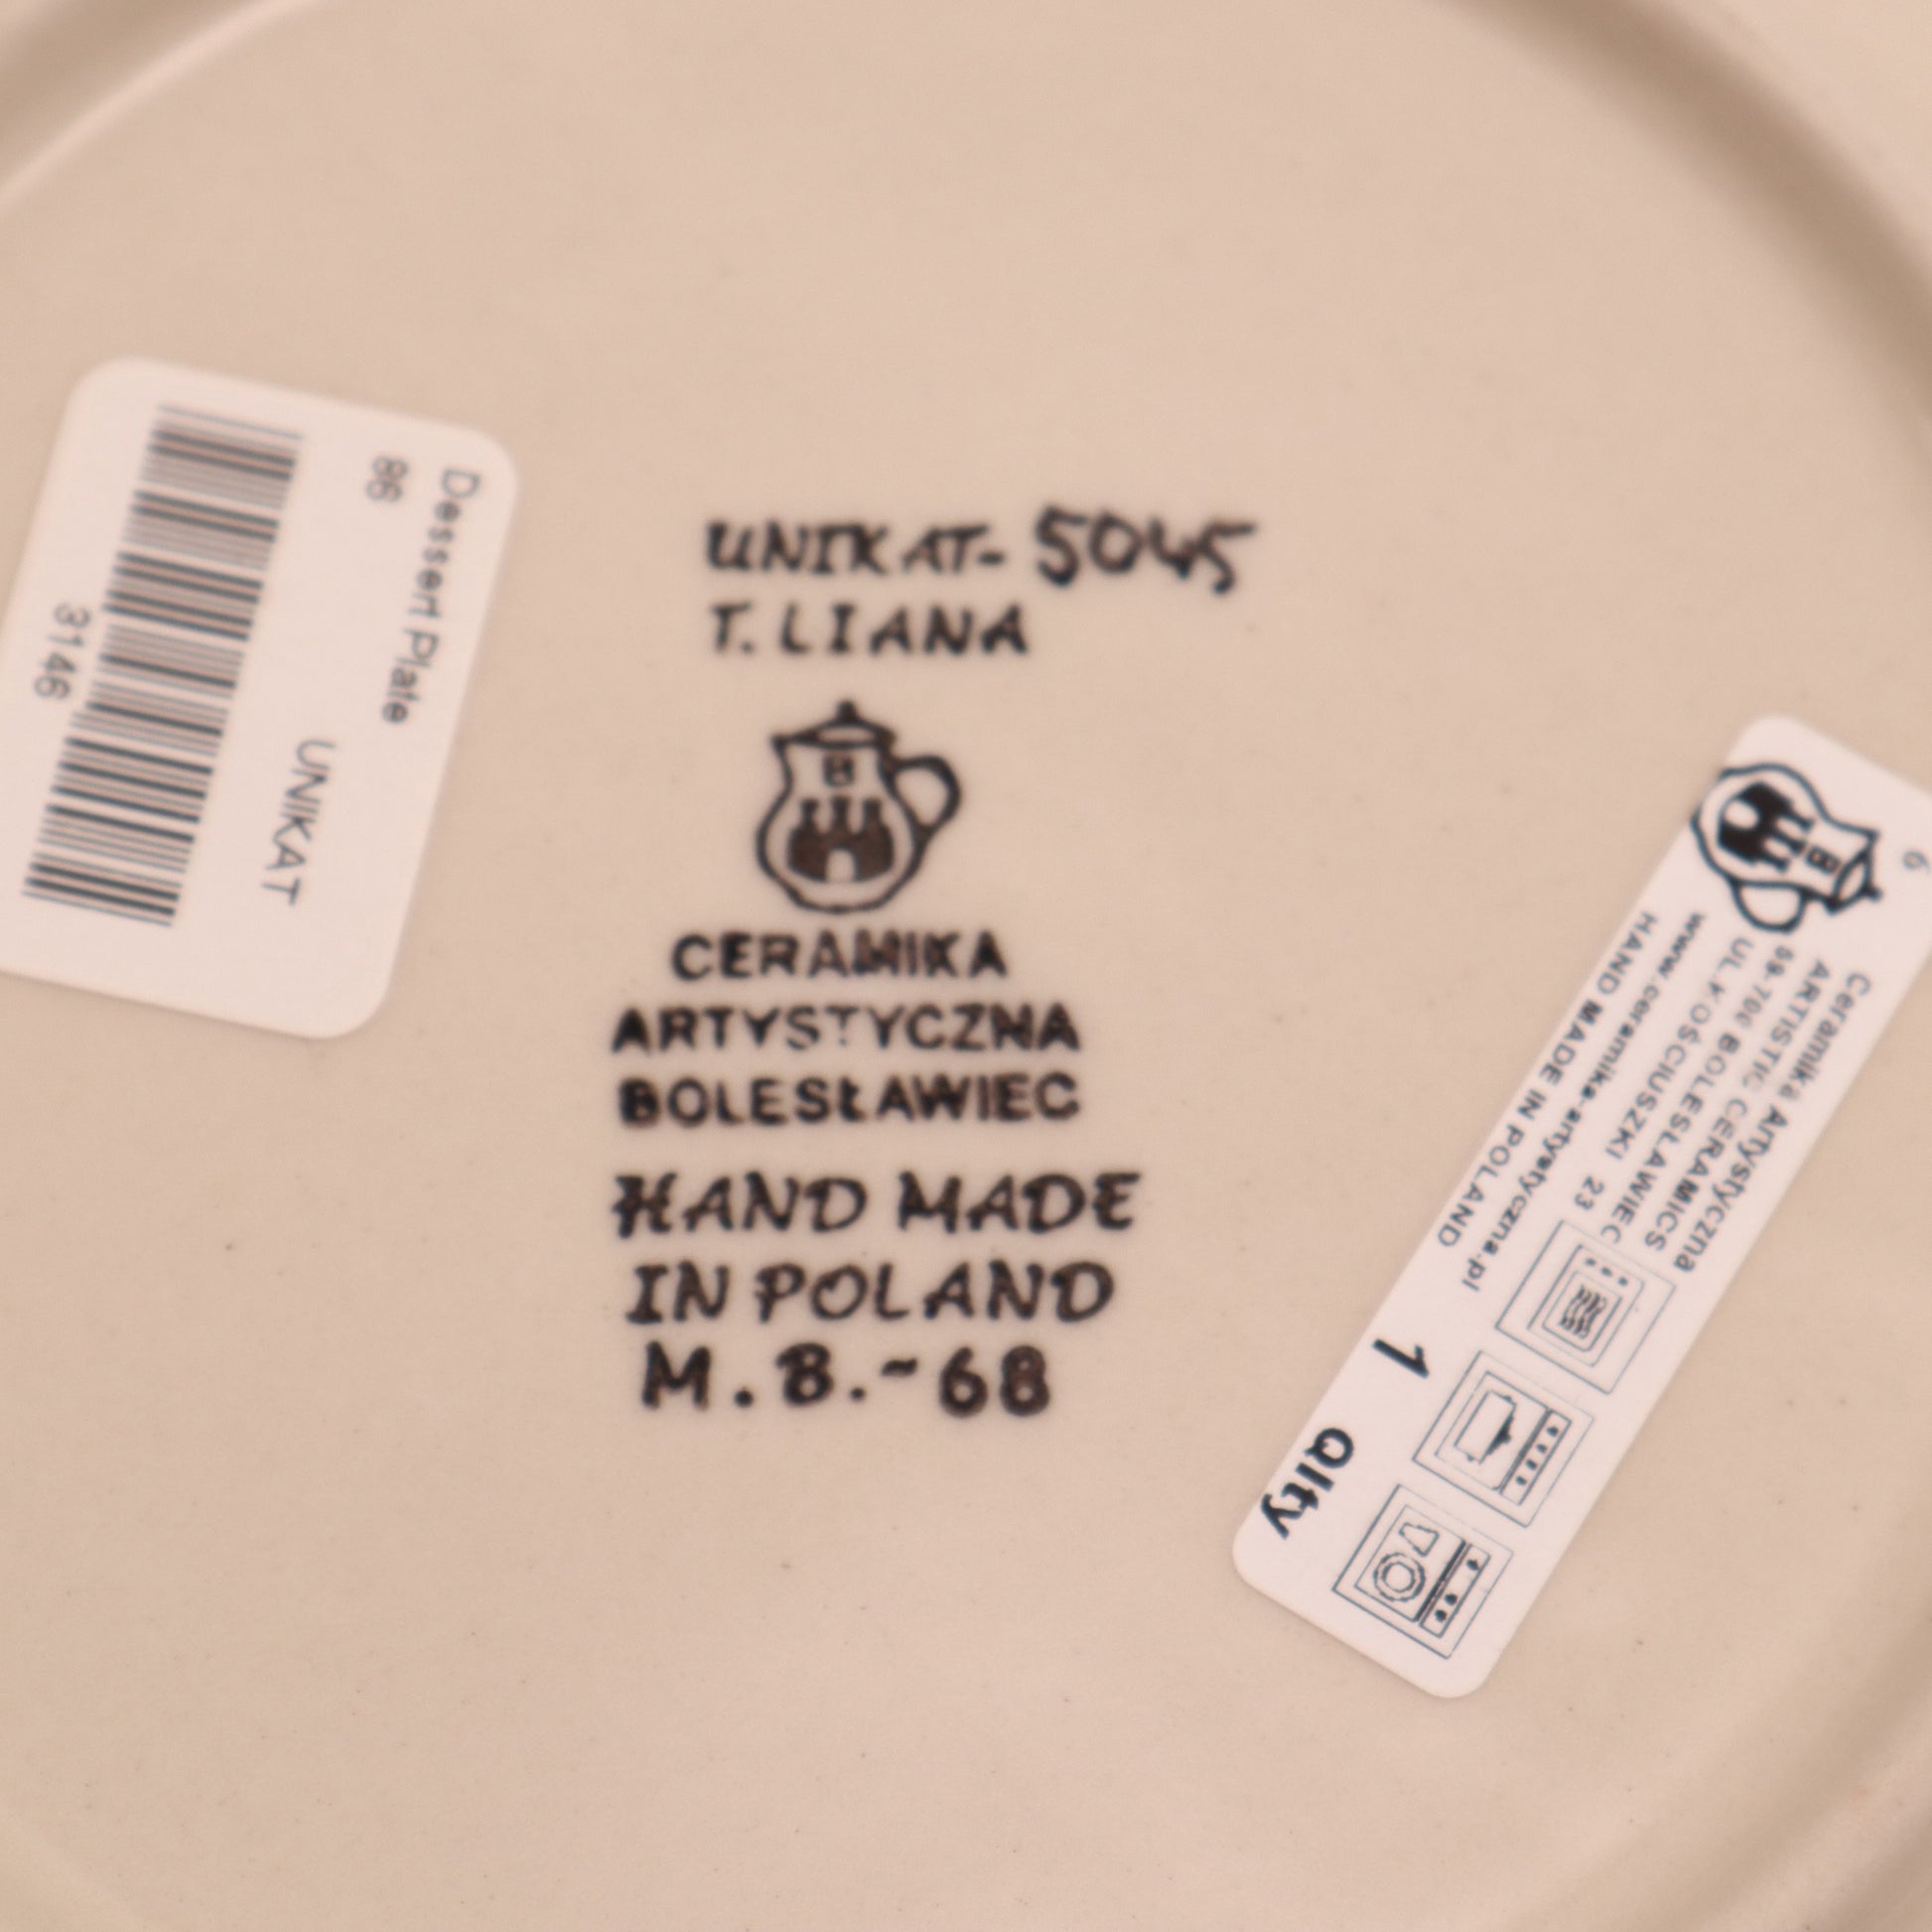 UNIKAT- 5045
T. LIANA
B
CERAMIKA
ARTYSTYCZNA
BOLESŁAWIEC
HAND MADE
IN POLAND
M.B.-68
Dessert Plate
86
UNIKAT
3146
B
6
Ceramika Artystyczna
ARTISTIC CERAMICS
59-700 BOLESŁAWIEC
UL.KOŚCIUSZKI 23
www.ceramika-artystyczna.pl
HAND MADE IN POLAND
1 Qlty